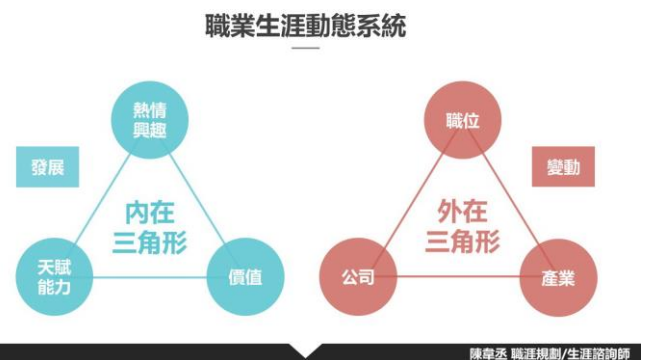 職業生涯動態系統
熱情
興趣
發展
內在
三角形
天賦
能力
價值
職位
變動
外在
三角形
公司
產業
陳韋丞 職涯規劃/生涯諮詢師